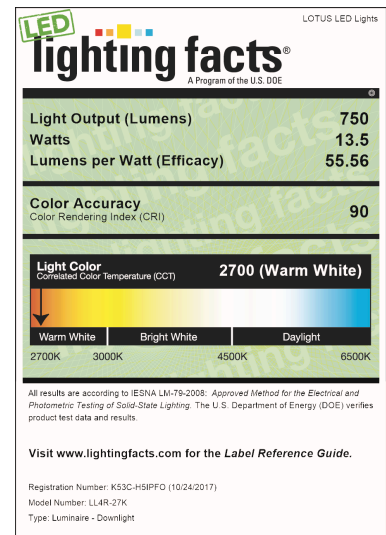 LOTUS LED Lights
LED
lighting facts®
A Program of the U.S. DOE
Light Output (Lumens) 750
Watts 13.5
Lumens per Watt (Efficacy) 55.56
Color Accuracy
Color Rendering Index (CRI) 90
Light Color
Correlated Color Temperature (CCT) 2700 (Warm White)
Warm White Bright White Daylight
2700K 3000K 4500K 6500K
All results are according to IESNA LM-79-2008: Approved Method for the Electrical and
Photometric Testing of Solid-State Lighting. The U.S. Department of Energy (DOE) verifies
product test data and results.
Visit www.lightingfacts.com for the Label Reference Guide.
Registration Number: K53C-H5IPFO (10/24/2017)
Model Number: LL4R-27K
Type: Luminaire - Downlight